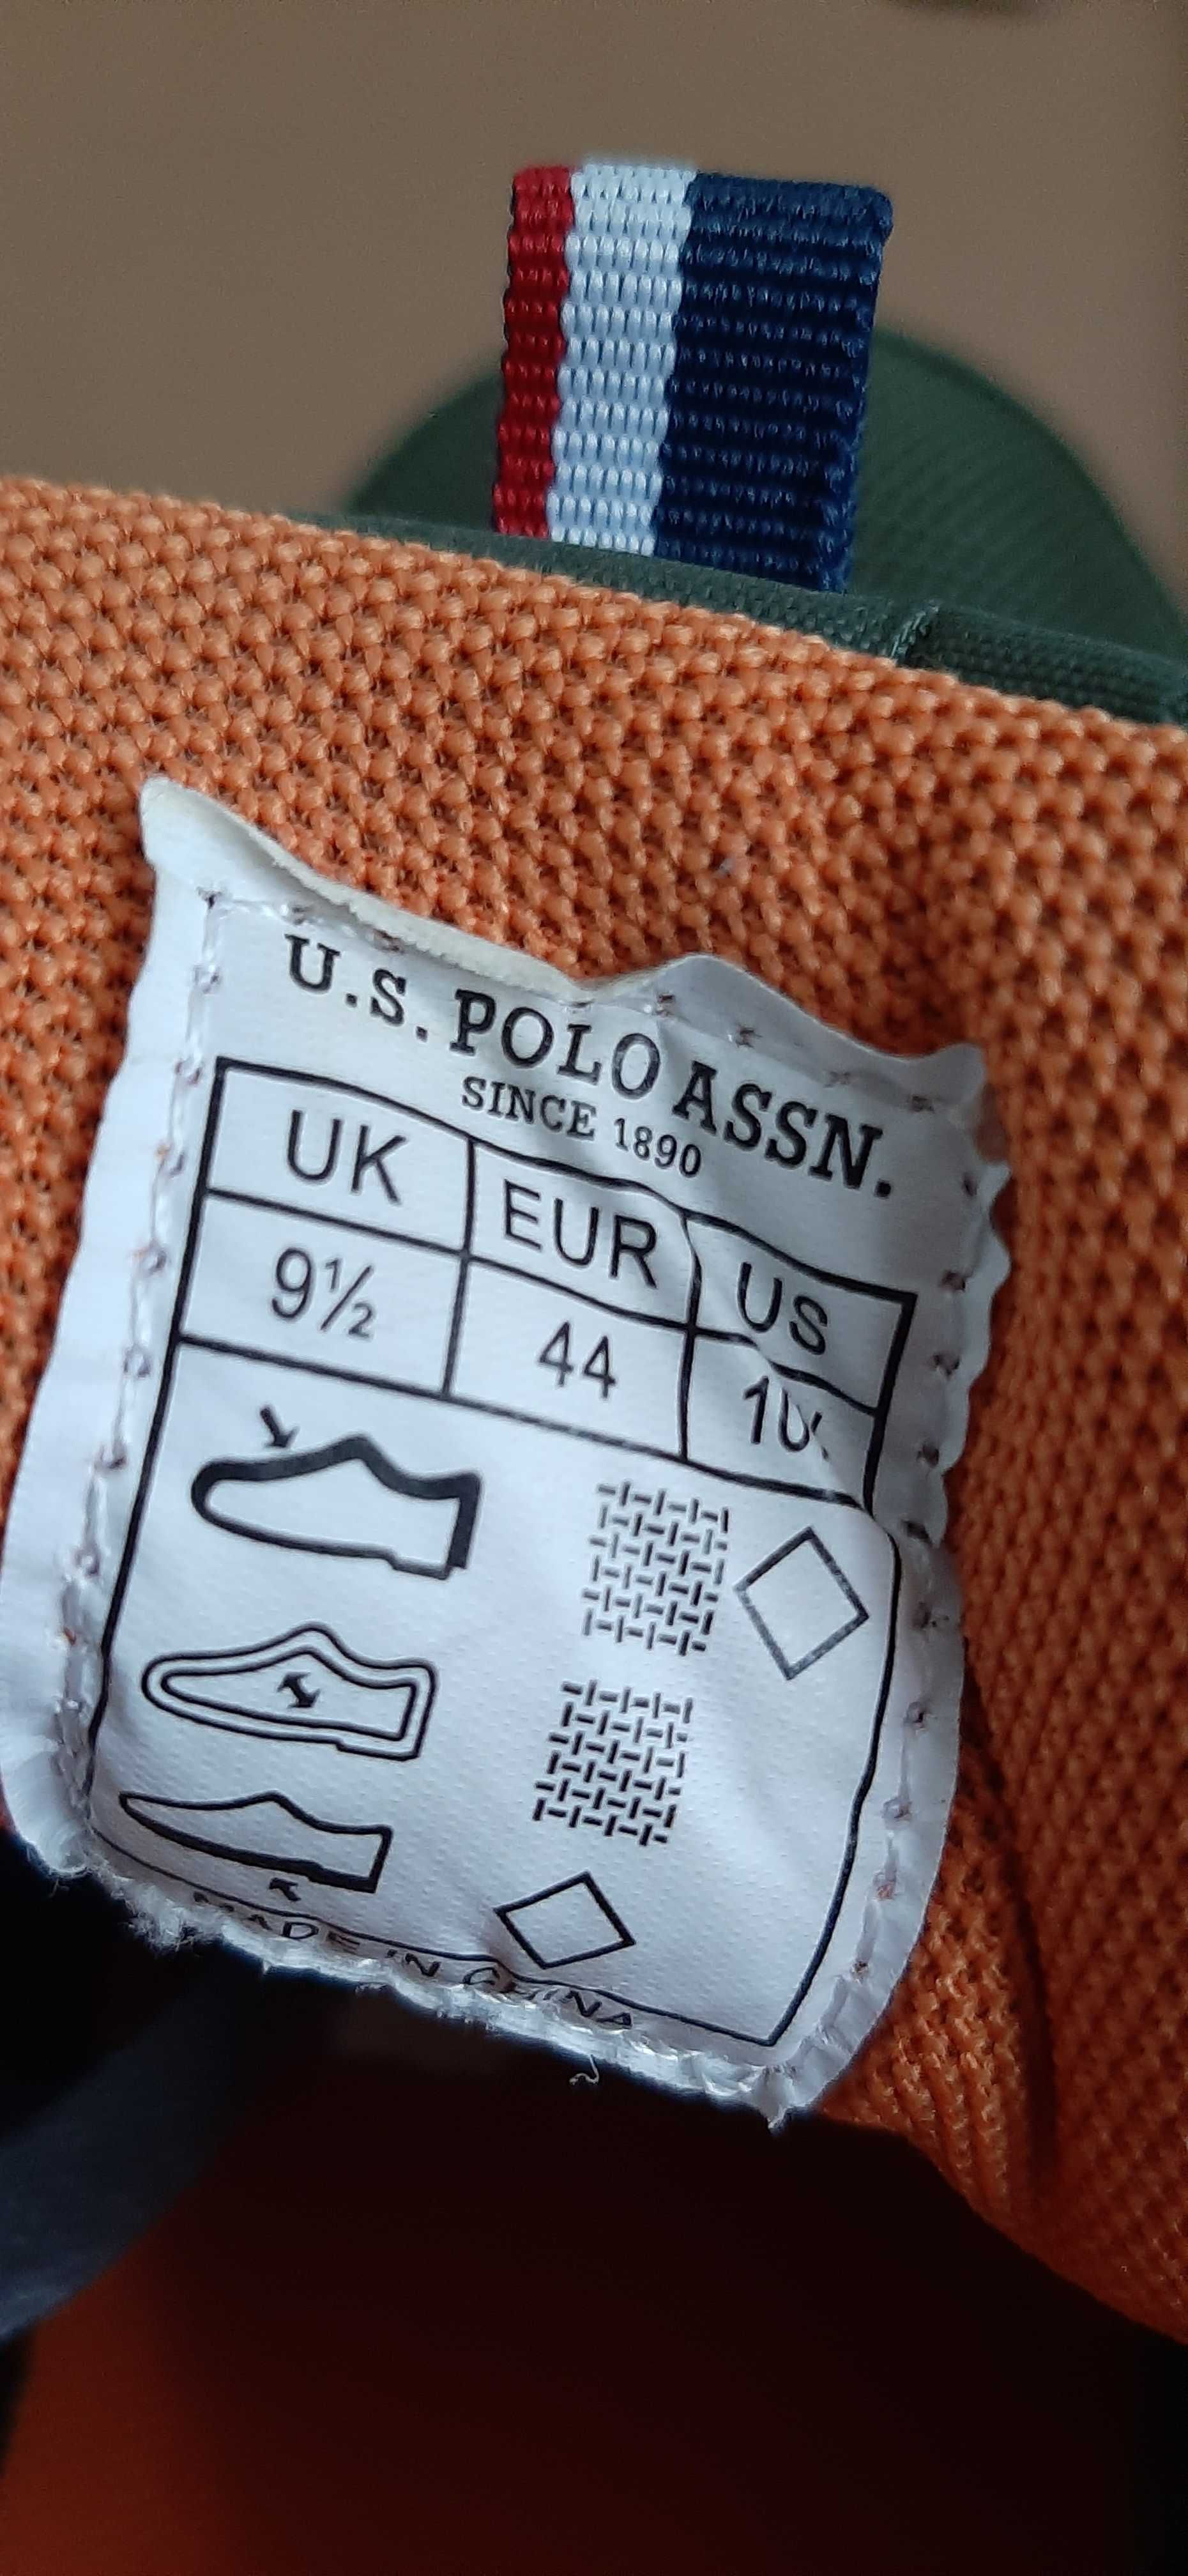 U.S. POLO ASSN.
SINCE 1890
UK EUR US
9½ 44
MADE IN CHINA